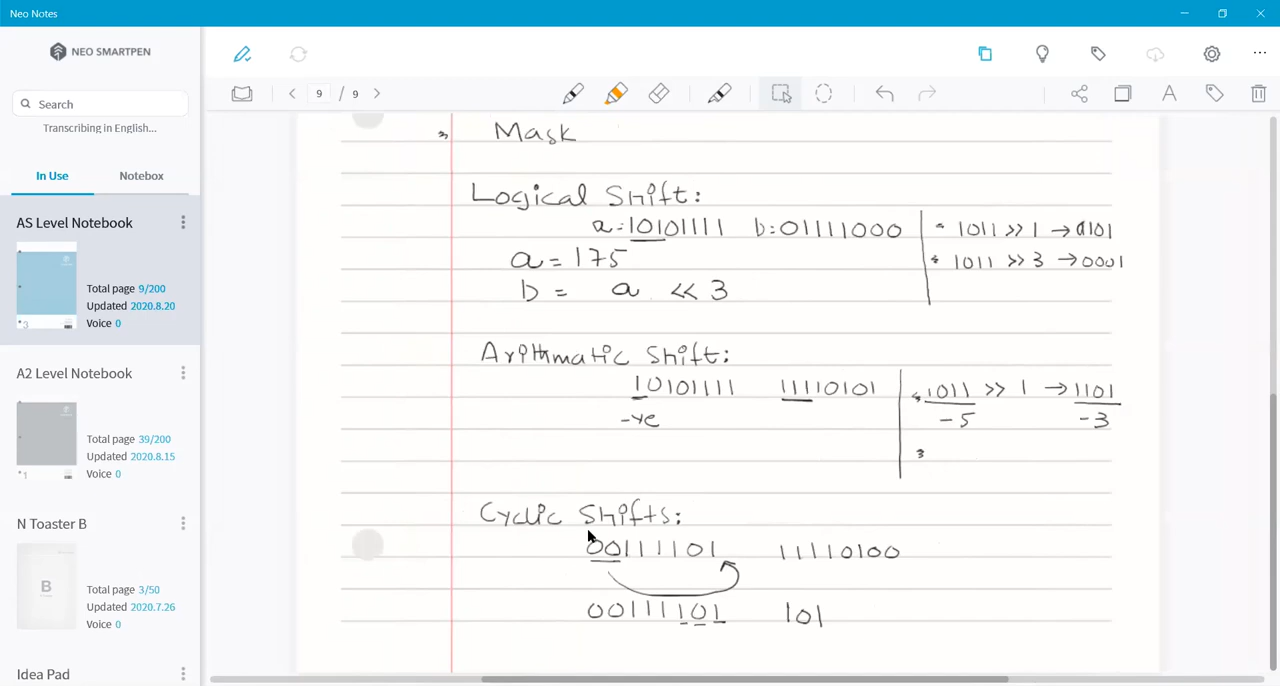 Neo Notes
NEO SMARTPEN
Search
Transcribing in English...
In Use
Notebox
AS Level Notebook
Total page 9/200
Updated 2020.8.20
Voice 0
A2 Level Notebook
Total page 39/200
Updated 2020.8.15
Voice 0
N Toaster B
B
Total page 3/50
Updated 2020.7.26
Voice 0
Idea Pad
9 / 9
Mask
Logical Shift:
a=10101111 b=01111000
1011 >> 1 → 0101
a = 175
1011 >> 3 → 0001
b = a << 3
Arithmatic Shift:
10101111 11110101
1011 >> 1 → 1101
-ve
-5 -3
Cyclic Shifts:
00111101 11110100
00111101 101